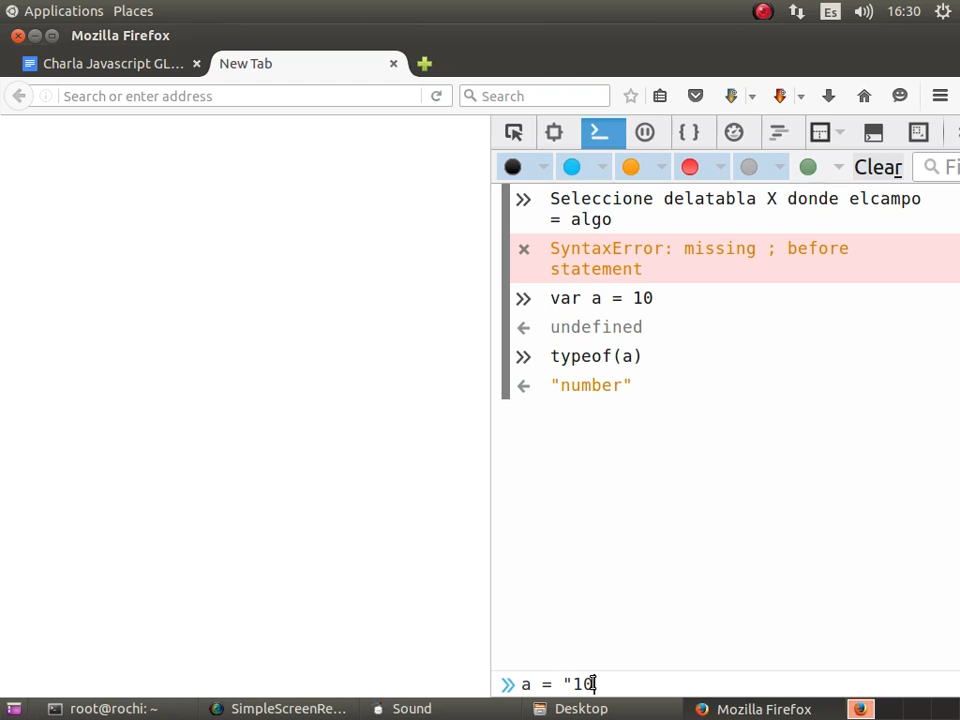 Applications Places
Es 16:30
Mozilla Firefox
Charla Javascript GL...
New Tab
Search or enter address
Search
Clear
Fi
Seleccione delatabla X donde elcampo
= algo
SyntaxError: missing ; before
statement
var a = 10
undefined
typeof(a)
"number"
a = "10
root@rochi: ~
SimpleScreenRe...
Sound
Desktop
Mozilla Firefox